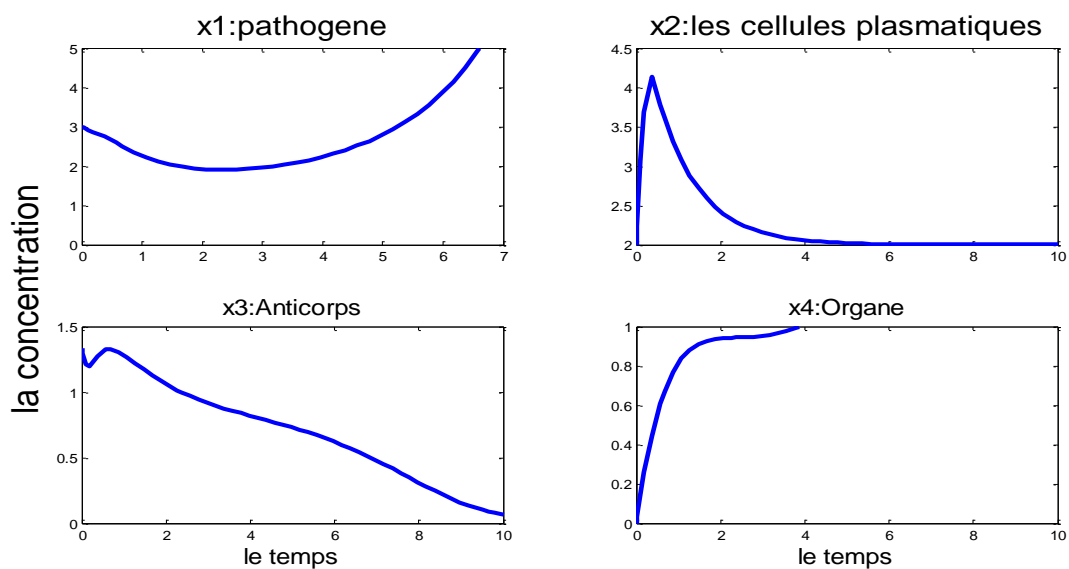 x1:pathogene
5
4
3
2
1
0
0 1 2 3 4 5 6 7
x2:les cellules plasmatiques
4.5
4
3.5
3
2.5
2
0 2 4 6 8 10
la concentration
x3:Anticorps
1.5
1
0.5
0
0 2 4 6 8 10
le temps
x4:Organe
1
0.8
0.6
0.4
0.2
0
0 2 4 6 8 10
le temps